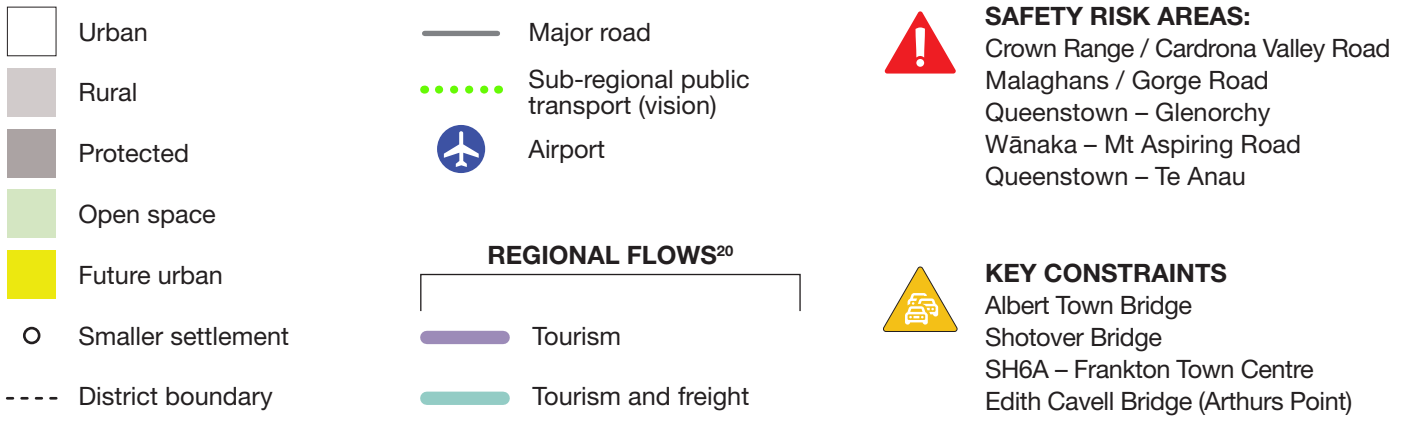 Urban
Rural
Protected
Open space
Future urban
Smaller settlement
District boundary
Major road
Sub-regional public
transport (vision)
Airport
REGIONAL FLOWS20
Tourism
Tourism and freight
SAFETY RISK AREAS:
Crown Range / Cardrona Valley Road
Malaghans / Gorge Road
Queenstown – Glenorchy
Wānaka – Mt Aspiring Road
Queenstown – Te Anau
KEY CONSTRAINTS
Albert Town Bridge
Shotover Bridge
SH6A – Frankton Town Centre
Edith Cavell Bridge (Arthurs Point)